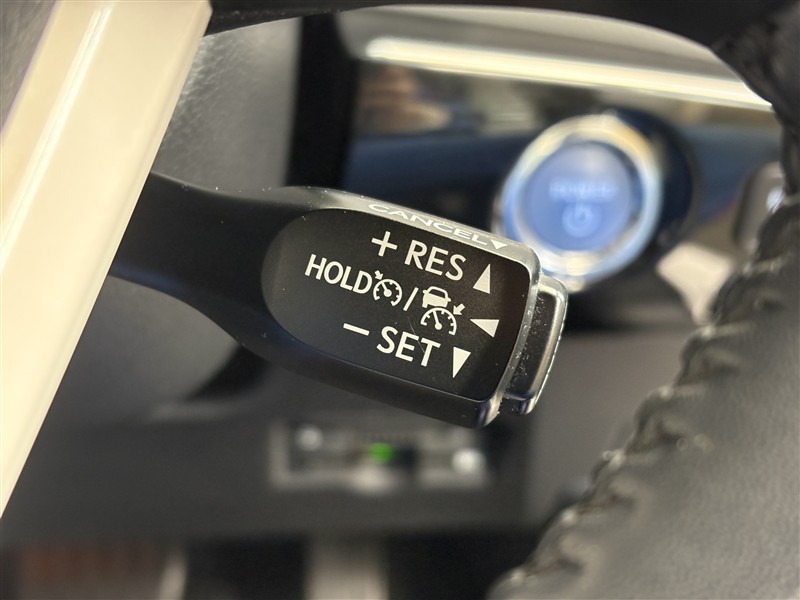 CANCEL▼
+ RES ▲
HOLD / ◀
− SET ▼